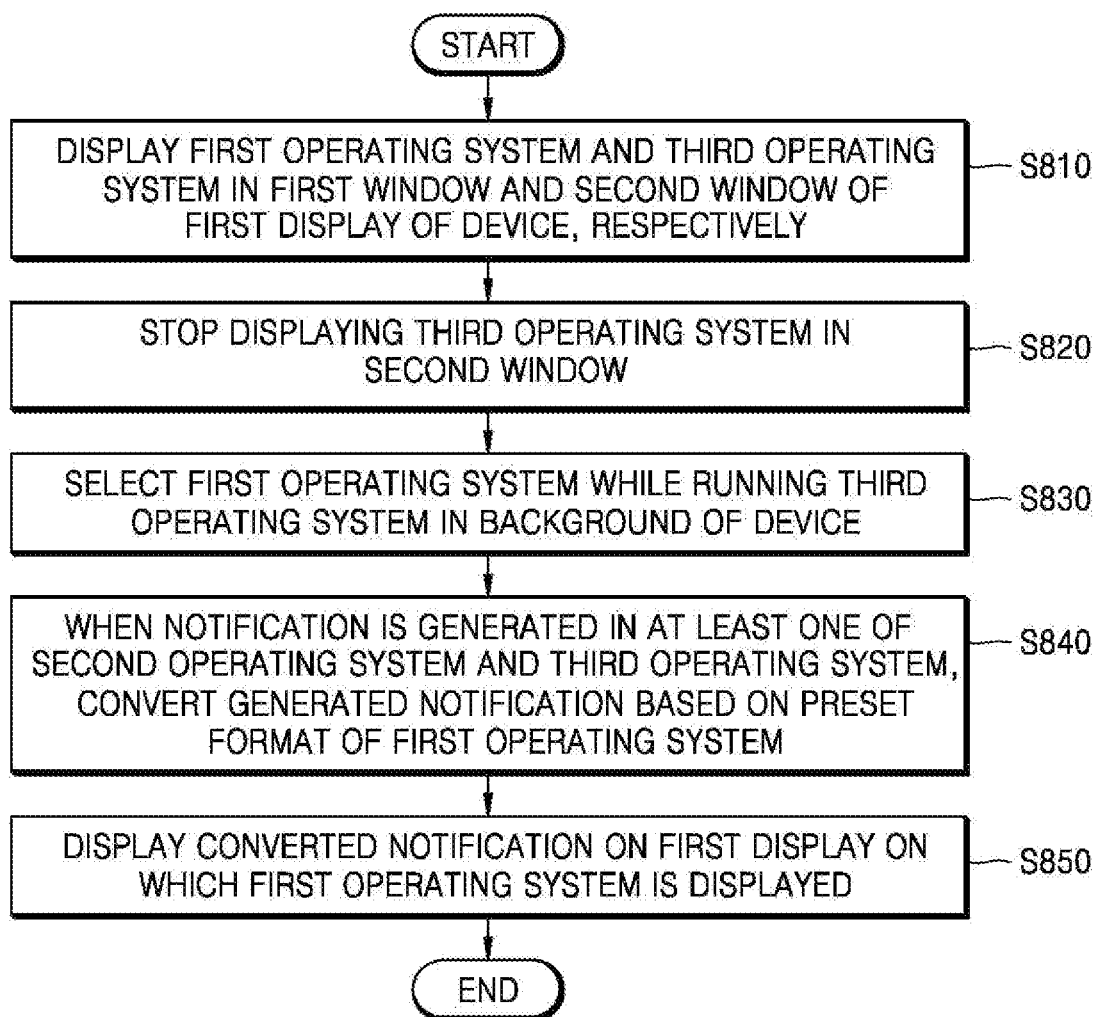 START
DISPLAY FIRST OPERATING SYSTEM AND THIRD OPERATING
SYSTEM IN FIRST WINDOW AND SECOND WINDOW OF
FIRST DISPLAY OF DEVICE, RESPECTIVELY
S810
STOP DISPLAYING THIRD OPERATING SYSTEM IN
SECOND WINDOW
S820
SELECT FIRST OPERATING SYSTEM WHILE RUNNING THIRD
OPERATING SYSTEM IN BACKGROUND OF DEVICE
S830
WHEN NOTIFICATION IS GENERATED IN AT LEAST ONE OF
SECOND OPERATING SYSTEM AND THIRD OPERATING SYSTEM,
CONVERT GENERATED NOTIFICATION BASED ON PRESET
FORMAT OF FIRST OPERATING SYSTEM
S840
DISPLAY CONVERTED NOTIFICATION ON FIRST DISPLAY ON
WHICH FIRST OPERATING SYSTEM IS DISPLAYED
S850
END